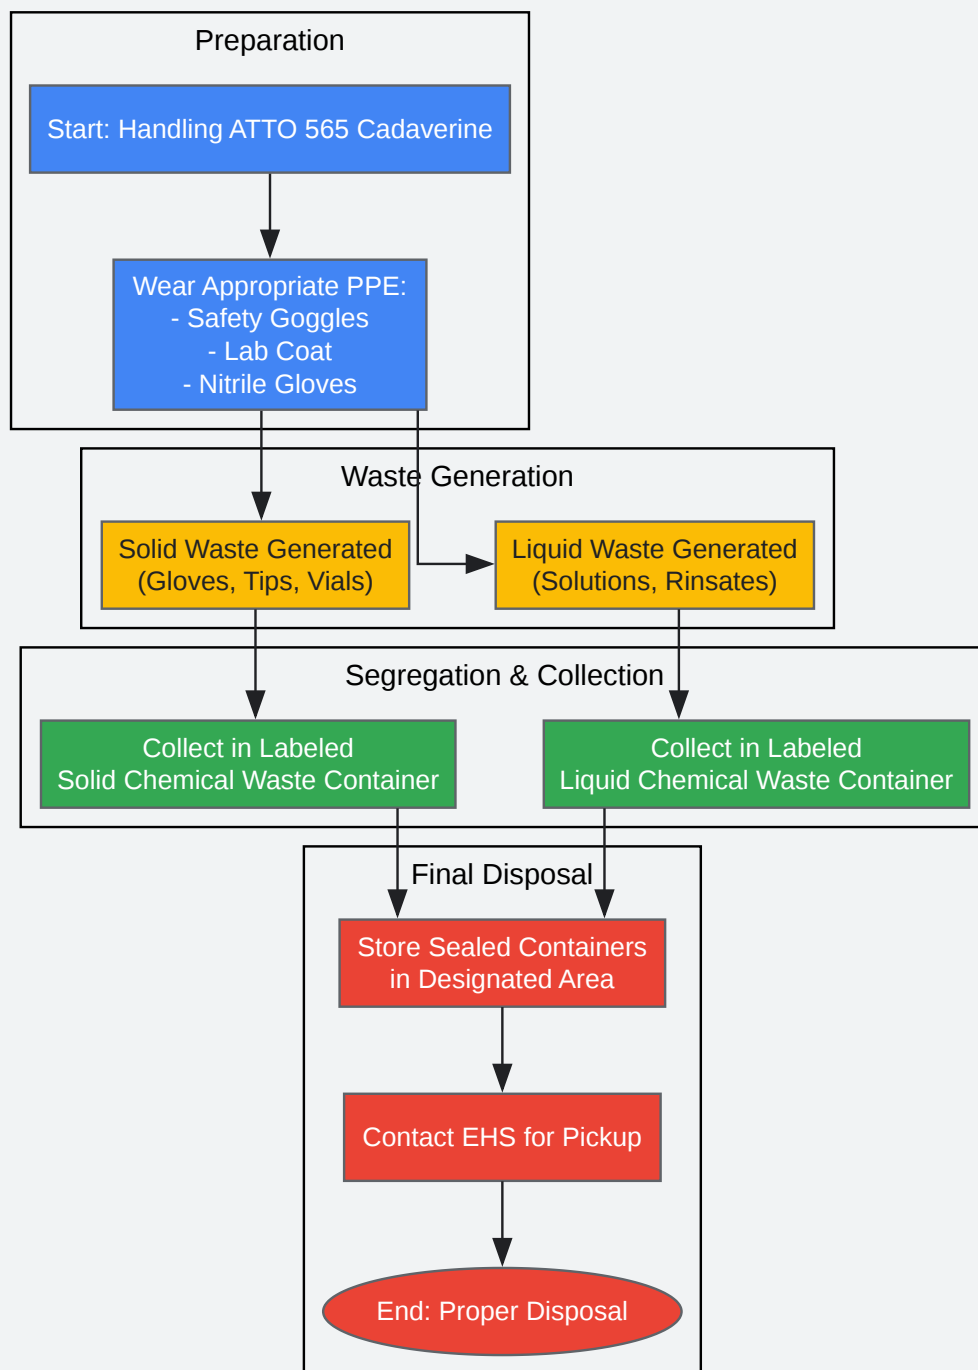 Preparation
Start: Handling ATTO 565 Cadaverine
Wear Appropriate PPE:
- Safety Goggles
- Lab Coat
- Nitrile Gloves
Waste Generation
Solid Waste Generated
(Gloves, Tips, Vials)
Liquid Waste Generated
(Solutions, Rinsates)
Segregation & Collection
Collect in Labeled
Solid Chemical Waste Container
Collect in Labeled
Liquid Chemical Waste Container
Final Disposal
Store Sealed Containers
in Designated Area
Contact EHS for Pickup
End: Proper Disposal